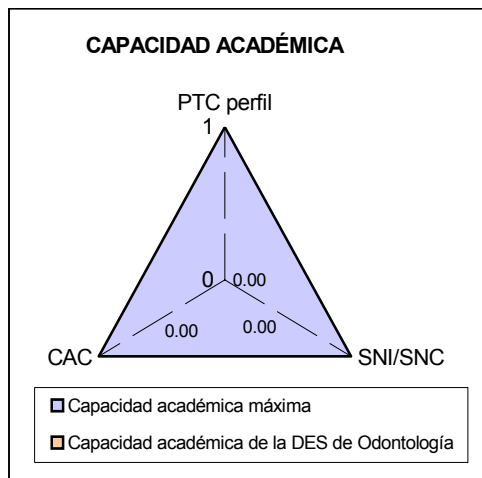 CAPACIDAD ACADÉMICA
PTC perfil
1
0 0.00
0.00 0.00
CAC SNI/SNC
Capacidad académica máxima
Capacidad académica de la DES de Odontología